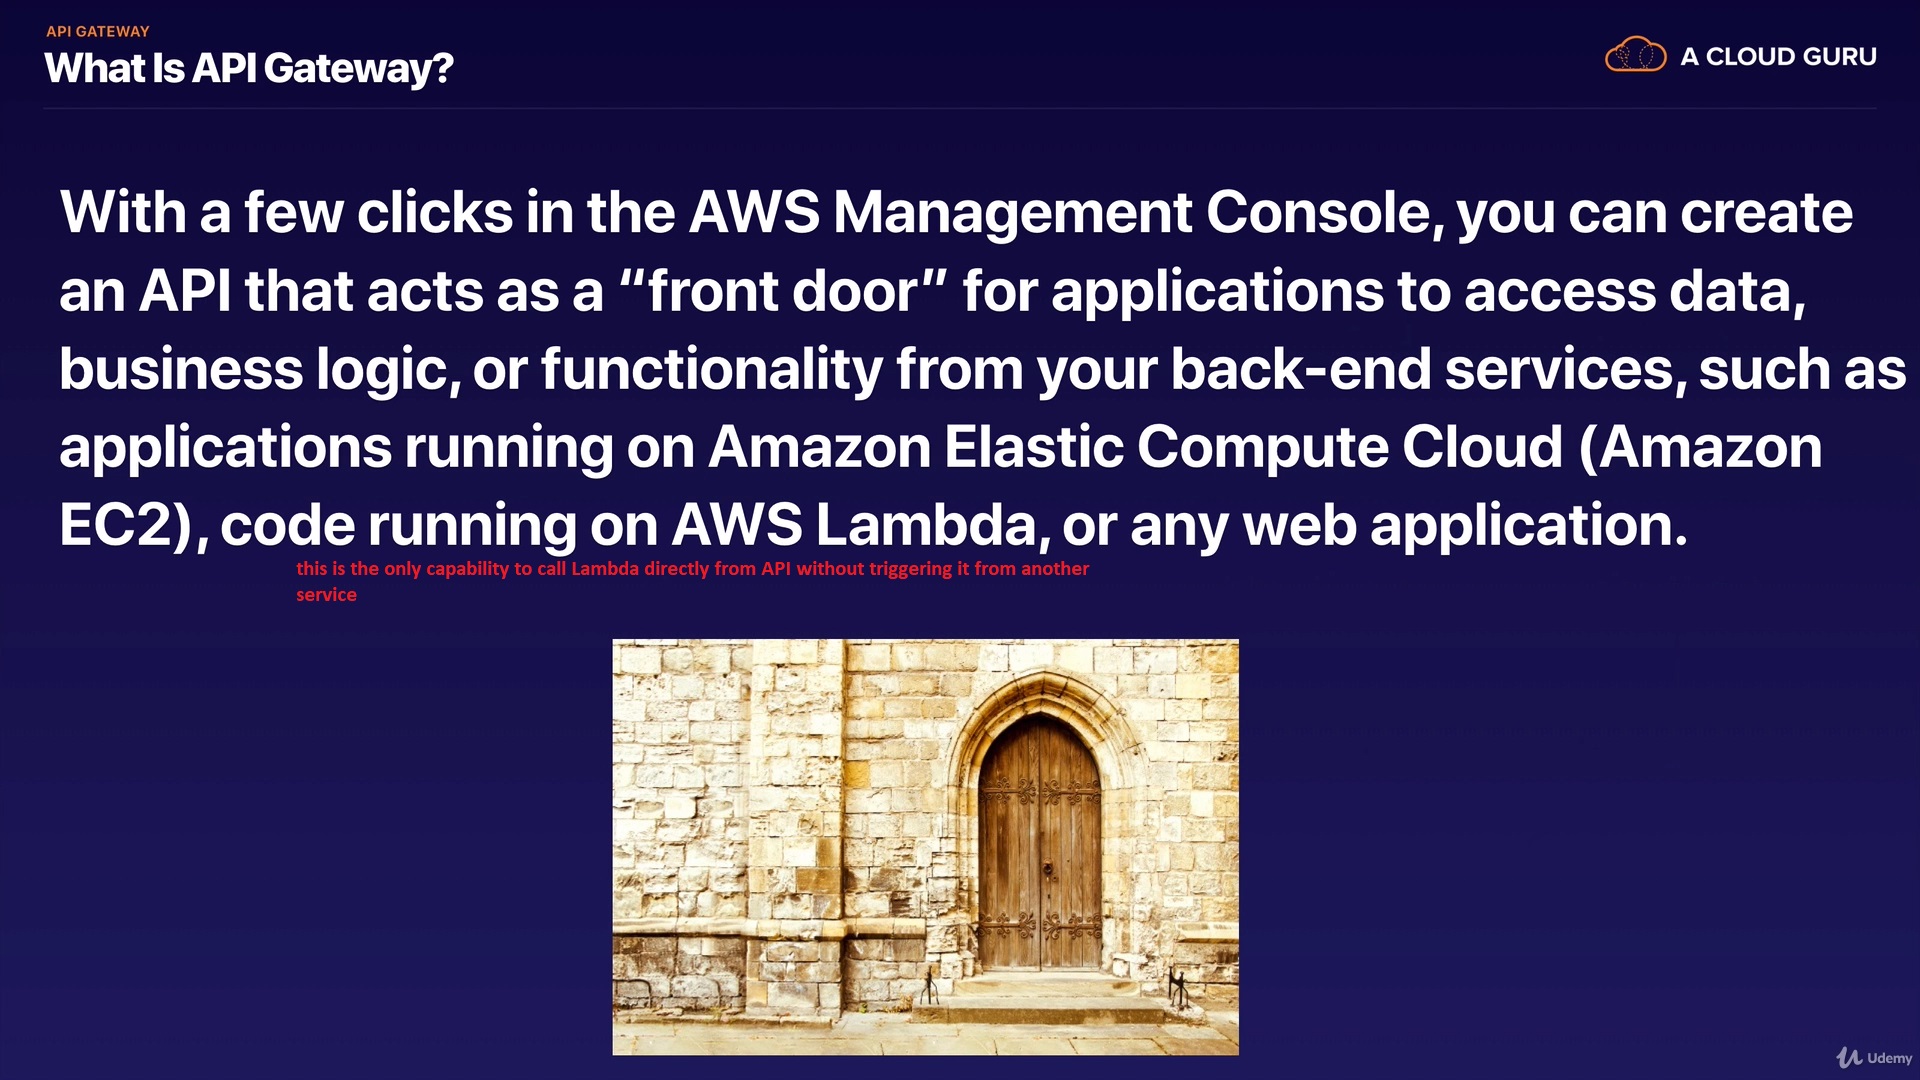 API GATEWAY
What Is API Gateway?
A CLOUD GURU
With a few clicks in the AWS Management Console, you can create
an API that acts as a “front door” for applications to access data,
business logic, or functionality from your back-end services, such as
applications running on Amazon Elastic Compute Cloud (Amazon
EC2), code running on AWS Lambda, or any web application.
this is the only capability to call Lambda directly from API without triggering it from another
service
Udemy